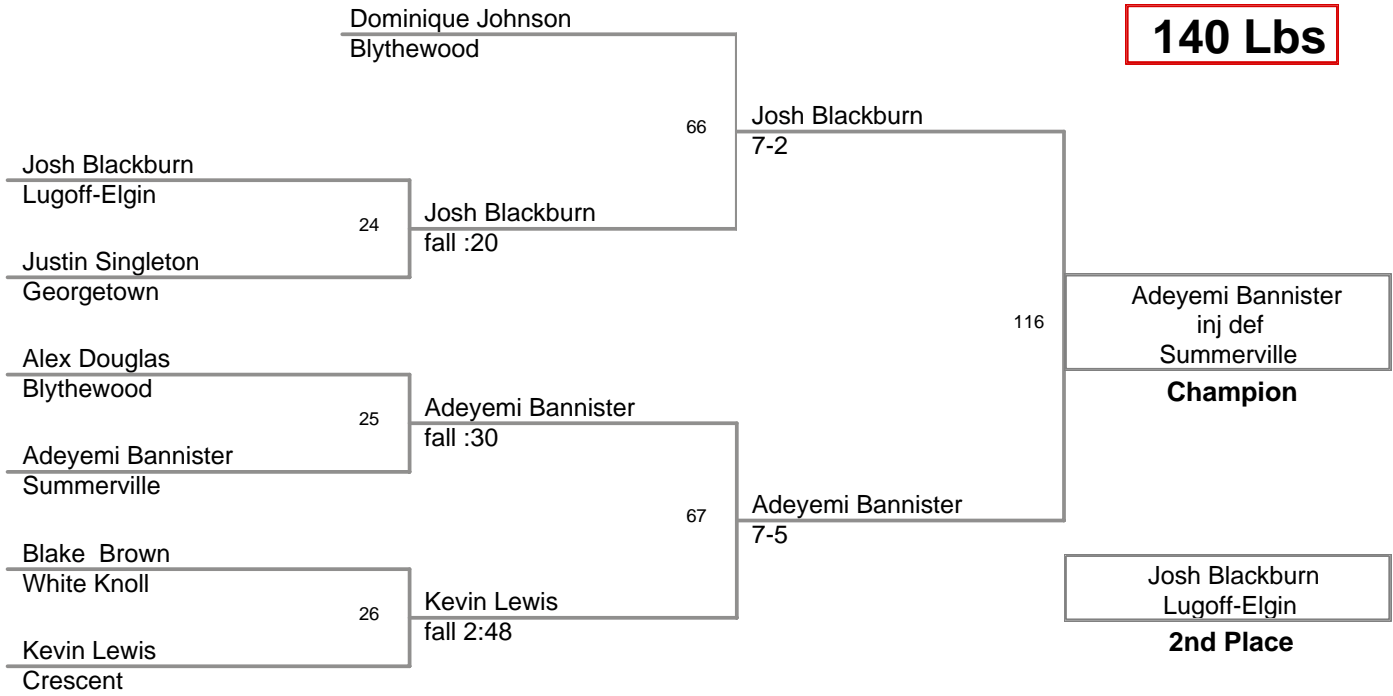 Dominique Johnson
Blythewood
140 Lbs
66
Josh Blackburn
7-2
Josh Blackburn
Lugoff-Elgin
24
Josh Blackburn
fall :20
Justin Singleton
Georgetown
116
Adeyemi Bannister
inj def
Summerville
Champion
Alex Douglas
Blythewood
25
Adeyemi Bannister
fall :30
Adeyemi Bannister
Summerville
67
Adeyemi Bannister
7-5
Blake  Brown
White Knoll
26
Kevin Lewis
fall 2:48
Kevin Lewis
Crescent
Josh Blackburn
Lugoff-Elgin
2nd Place